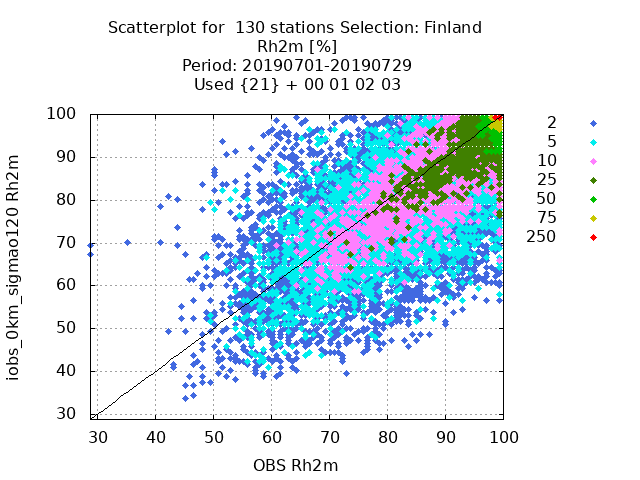 Scatterplot for  130 stations Selection: Finland
Rh2m [%]
Period: 20190701-20190729
Used {21} + 00 01 02 03
iobs_0km_sigmao120 Rh2m
100
90
80
70
60
50
40
30
30 40 50 60 70 80 90 100
OBS Rh2m
2
5
10
25
50
75
250